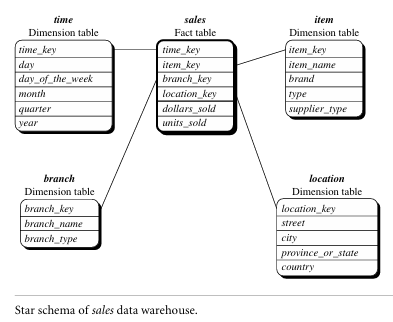 time
Dimension table
time_key
day
day_of_the_week
month
quarter
year
sales
Fact table
time_key
item_key
branch_key
location_key
dollars_sold
units_sold
item
Dimension table
item_key
item_name
brand
type
supplier_type
branch
Dimension table
branch_key
branch_name
branch_type
location
Dimension table
location_key
street
city
province_or_state
country
Star schema of sales data warehouse.